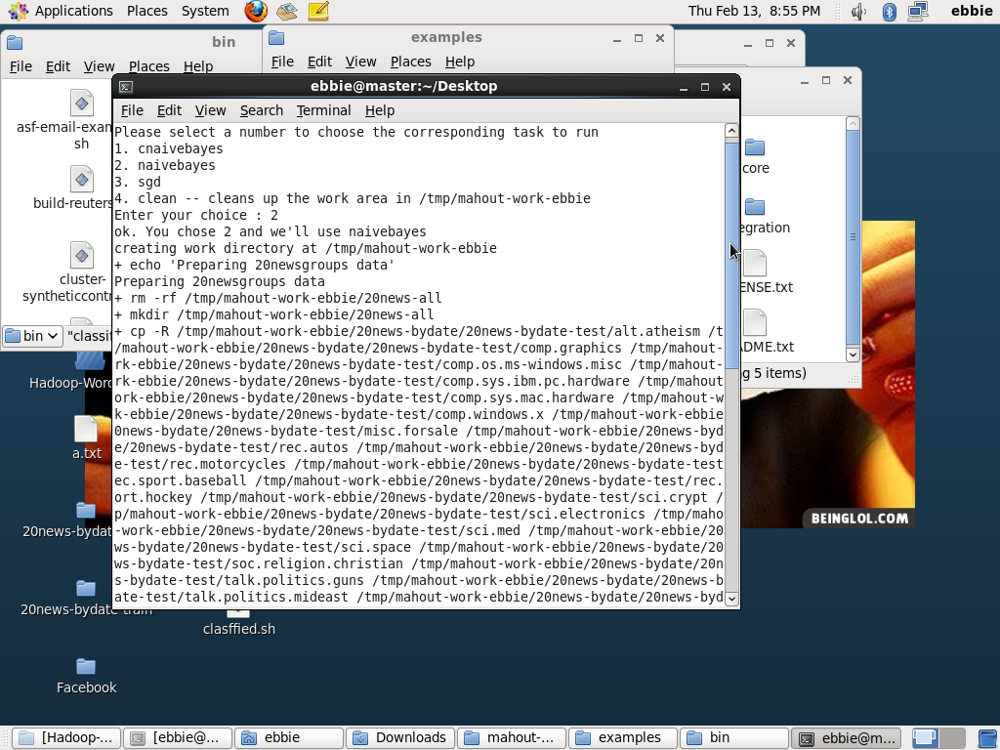 Applications Places System Thu Feb 13, 8:55 PM ebbie
bin
File Edit View Places Help
examples
File Edit View Places Help
ebbie@master:~/Desktop
File Edit View Search Terminal Help
Please select a number to choose the corresponding task to run
1. cnaivebayes
2. naivebayes
3. sgd
4. clean -- cleans up the work area in /tmp/mahout-work-ebbie
Enter your choice : 2
ok. You chose 2 and we'll use naivebayes
creating work directory at /tmp/mahout-work-ebbie
+ echo 'Preparing 20newsgroups data'
Preparing 20newsgroups data
+ rm -rf /tmp/mahout-work-ebbie/20news-all
+ mkdir /tmp/mahout-work-ebbie/20news-all
+ cp -R /tmp/mahout-work-ebbie/20news-bydate/20news-bydate-test/alt.atheism /t
/mahout-work-ebbie/20news-bydate/20news-bydate-test/comp.graphics /tmp/mahout-
rk-ebbie/20news-bydate/20news-bydate-test/comp.os.ms-windows.misc /tmp/mahout-
rk-ebbie/20news-bydate/20news-bydate-test/comp.sys.ibm.pc.hardware /tmp/mahout
ork-ebbie/20news-bydate/20news-bydate-test/comp.sys.mac.hardware /tmp/mahout-w
k-ebbie/20news-bydate/20news-bydate-test/comp.windows.x /tmp/mahout-work-ebbie
0news-bydate/20news-bydate-test/misc.forsale /tmp/mahout-work-ebbie/20news-byd
e/20news-bydate-test/rec.autos /tmp/mahout-work-ebbie/20news-bydate/20news-byd
e-test/rec.motorcycles /tmp/mahout-work-ebbie/20news-bydate/20news-bydate-test
ec.sport.baseball /tmp/mahout-work-ebbie/20news-bydate/20news-bydate-test/rec.
ort.hockey /tmp/mahout-work-ebbie/20news-bydate/20news-bydate-test/sci.crypt /
p/mahout-work-ebbie/20news-bydate/20news-bydate-test/sci.electronics /tmp/maho
-work-ebbie/20news-bydate/20news-bydate-test/sci.med /tmp/mahout-work-ebbie/20
ws-bydate/20news-bydate-test/sci.space /tmp/mahout-work-ebbie/20news-bydate/20
ws-bydate-test/soc.religion.christian /tmp/mahout-work-ebbie/20news-bydate/20n
s-bydate-test/talk.politics.guns /tmp/mahout-work-ebbie/20news-bydate/20news-b
ate-test/talk.politics.mideast /tmp/mahout-work-ebbie/20news-bydate/20news-byd
asf-email-exan
sh
build-reuters
cluster-
syntheticcontr
bin "classif
core
egration
ENSE.txt
DME.txt
g 5 items)
Hadoop-Word
a.txt
20news-bydat
20news-bydate-train
clasffied.sh
Facebook
BEINGLOL.COM
[Hadoop-... [ebbie@... ebbie Downloads mahout-... examples bin ebbie@m...